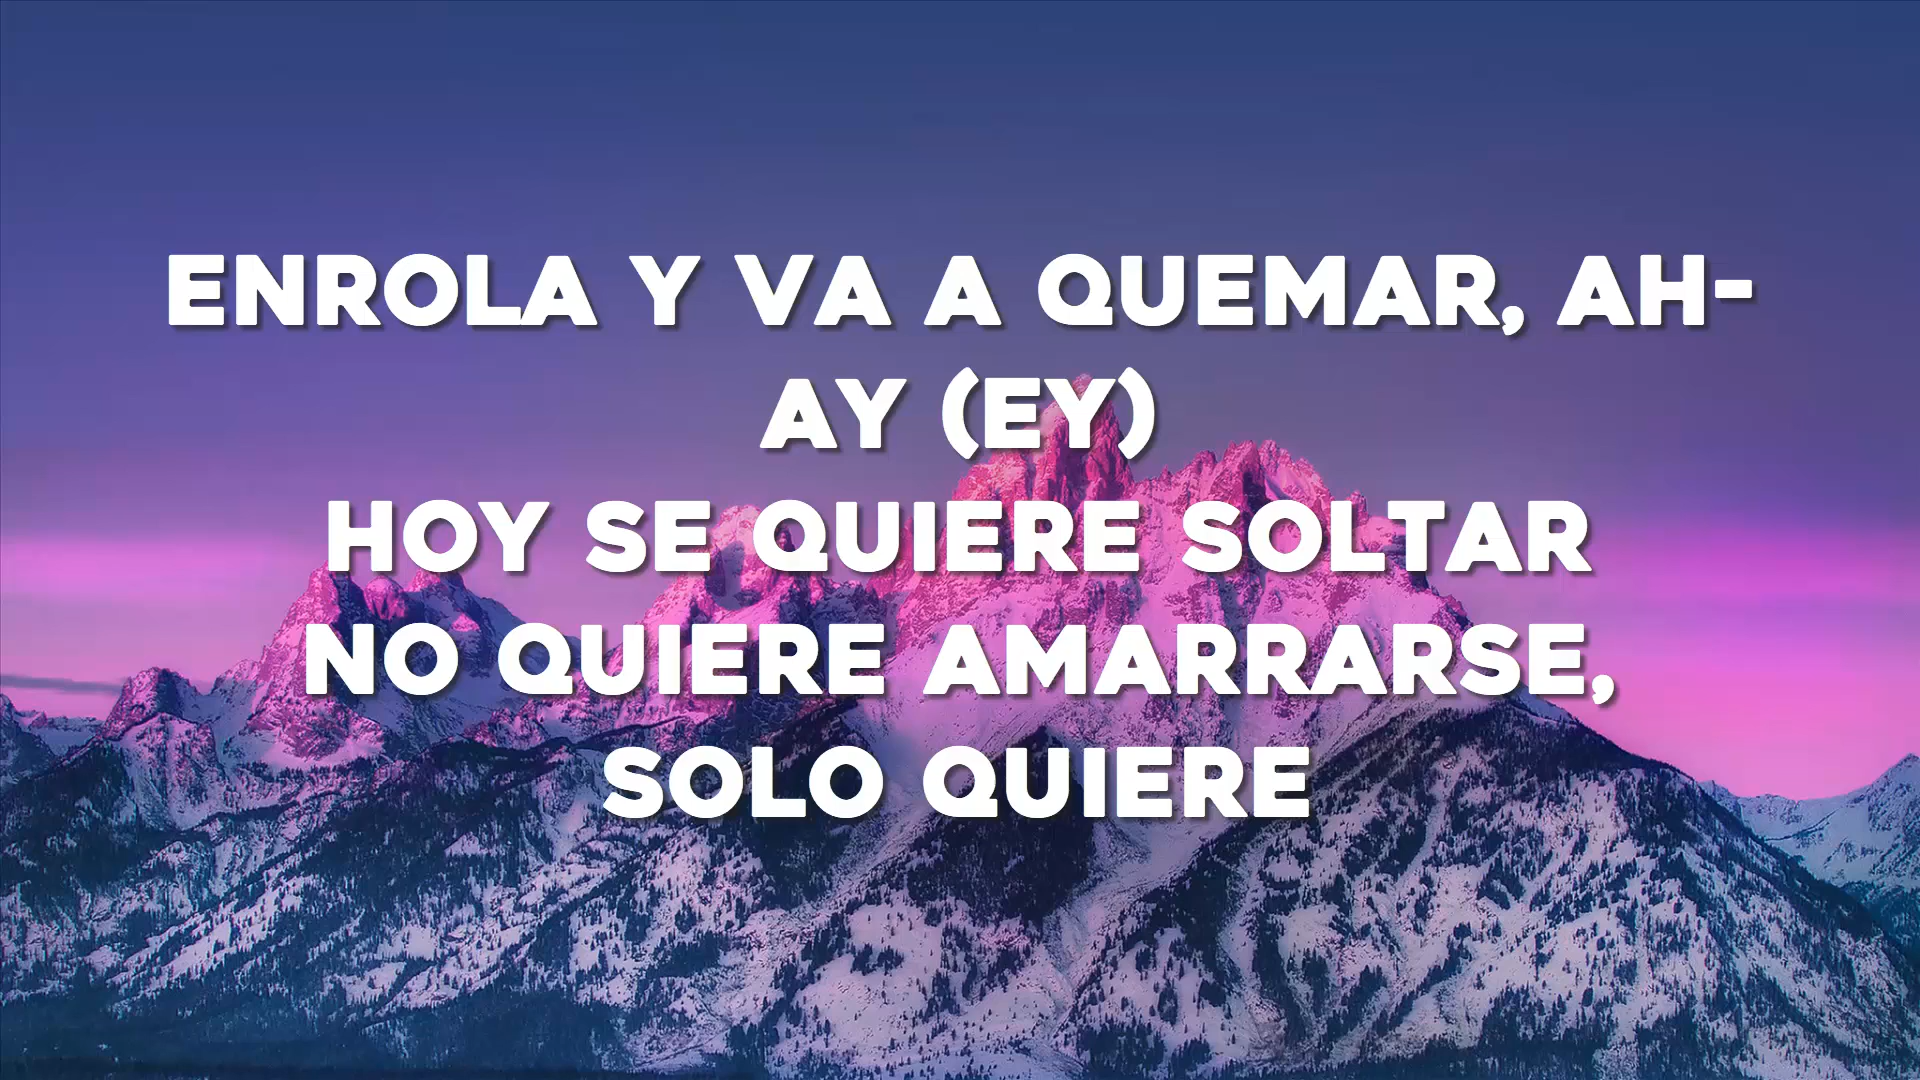 ENROLA Y VA A QUEMAR, AH-
AY (EY)
HOY SE QUIERE SOLTAR
NO QUIERE AMARRARSE,
SOLO QUIERE